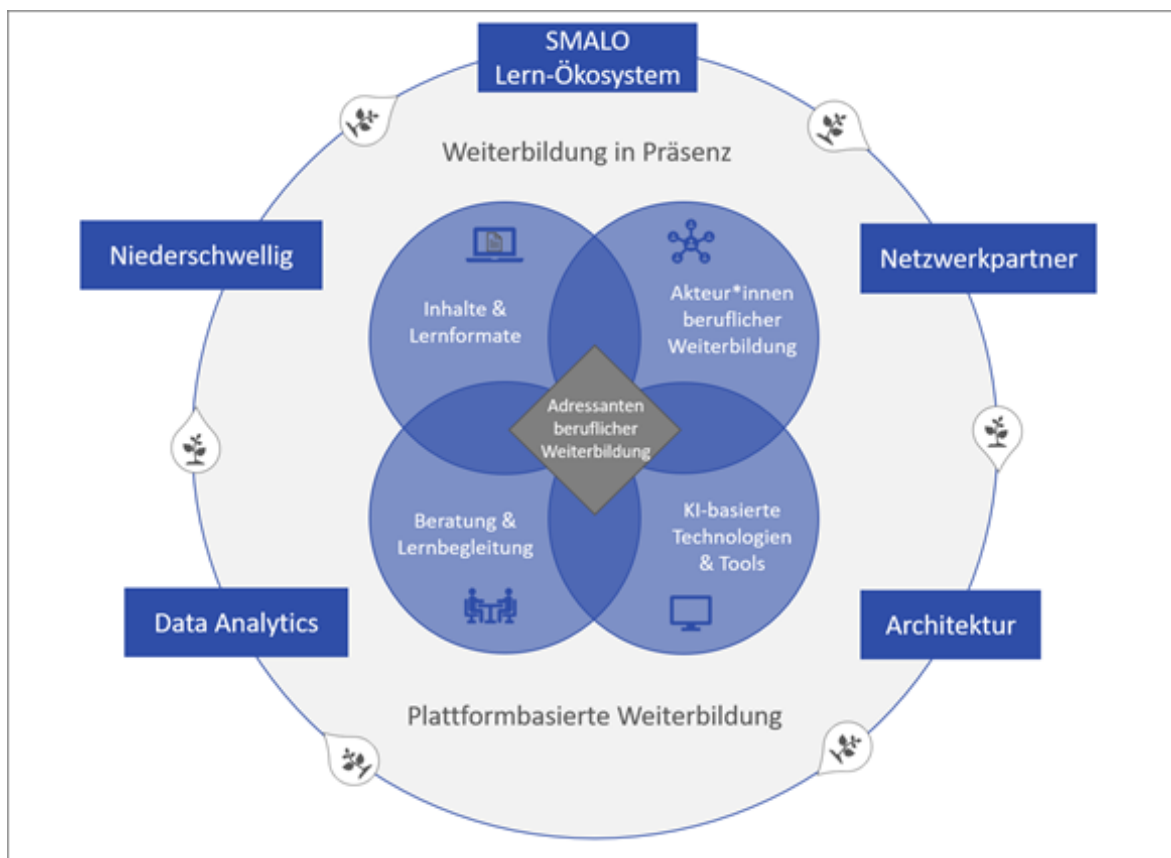 SMALO
Lern-Ökosystem
Weiterbildung in Präsenz
Niederschwellig
Netzwerkpartner
Inhalte &
Lernformate
Akteur*innen
beruflicher
Weiterbildung
Adressanten
beruflicher
Weiterbildung
Beratung &
Lernbegleitung
KI-basierte
Technologien
& Tools
Data Analytics
Architektur
Plattformbasierte Weiterbildung